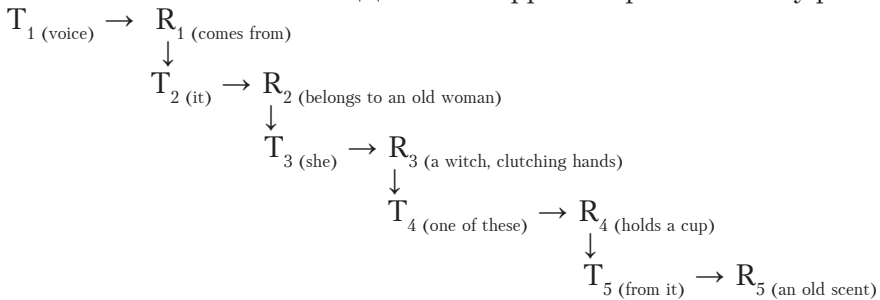 T1 (voice) → R1 (comes from)
T2 (it) → R2 (belongs to an old woman)
T3 (she) → R3 (a witch, clutching hands)
T4 (one of these) → R4 (holds a cup)
T5 (from it) → R5 (an old scent)